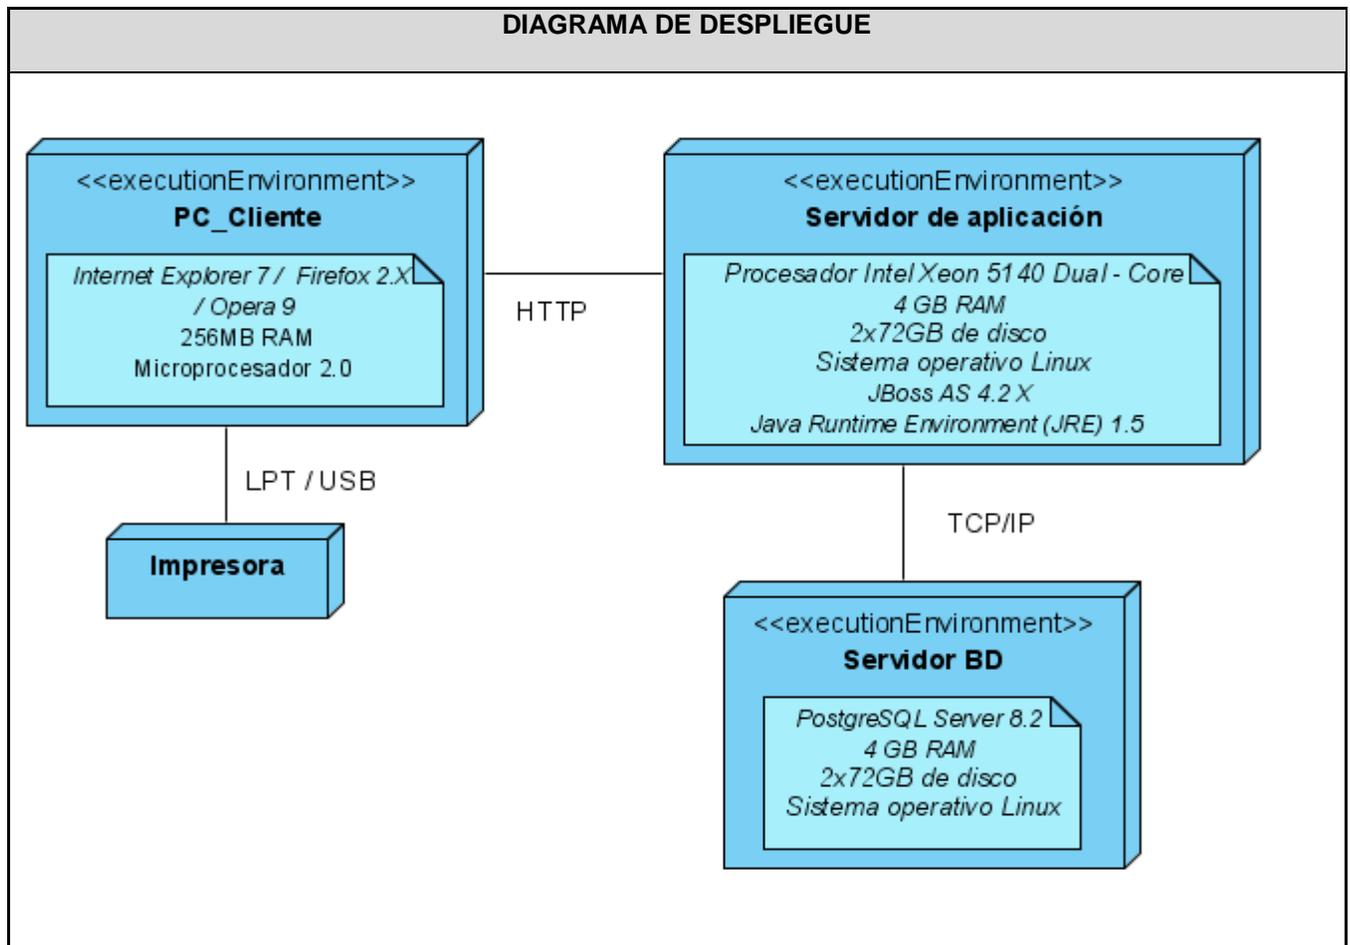 DIAGRAMA DE DESPLIEGUE
<<executionEnvironment>>
PC_Cliente
Internet Explorer 7 / Firefox 2.X
/ Opera 9
256MB RAM
Microprocesador 2.0
HTTP
<<executionEnvironment>>
Servidor de aplicación
Procesador Intel Xeon 5140 Dual - Core
4 GB RAM
2x72GB de disco
Sistema operativo Linux
JBoss AS 4.2 X
Java Runtime Environment (JRE) 1.5
LPT / USB
Impresora
TCP/IP
<<executionEnvironment>>
Servidor BD
PostgreSQL Server 8.2
4 GB RAM
2x72GB de disco
Sistema operativo Linux